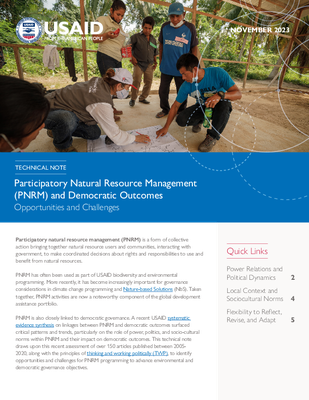 USAID
FROM THE AMERICAN PEOPLE
NOVEMBER 2023
TECHNICAL NOTE
Participatory Natural Resource Management
(PNRM) and Democratic Outcomes
Opportunities and Challenges
Participatory natural resource management (PNRM) is a form of collective
action bringing together natural resource users and communities, interacting with
government, to make coordinated decisions about rights and responsibilities to use and
benefit from natural resources.
PNRM has often been used as part of USAID biodiversity and environmental
programming. More recently, it has become increasingly important for governance
considerations in climate change programming and Nature-based Solutions (NbS). Taken
together, PNRM activities are now a noteworthy component of the global development
assistance portfolio.
PNRM is also closely linked to democratic governance. A recent USAID systematic
evidence synthesis on linkages between PNRM and democratic outcomes surfaced
critical patterns and trends, particularly on the role of power, politics, and socio-cultural
norms within PNRM and their impact on democratic outcomes. This technical note
draws upon this recent assessment of over 150 articles published between 2005-
2020, along with the principles of thinking and working politically (TWP), to identify
opportunities and challenges for PNRM programming to advance environmental and
democratic governance objectives.
Quick Links
Power Relations and
Political Dynamics 2
Local Context and
Sociocultural Norms 4
Flexibility to Reflect,
Revise, and Adapt 5